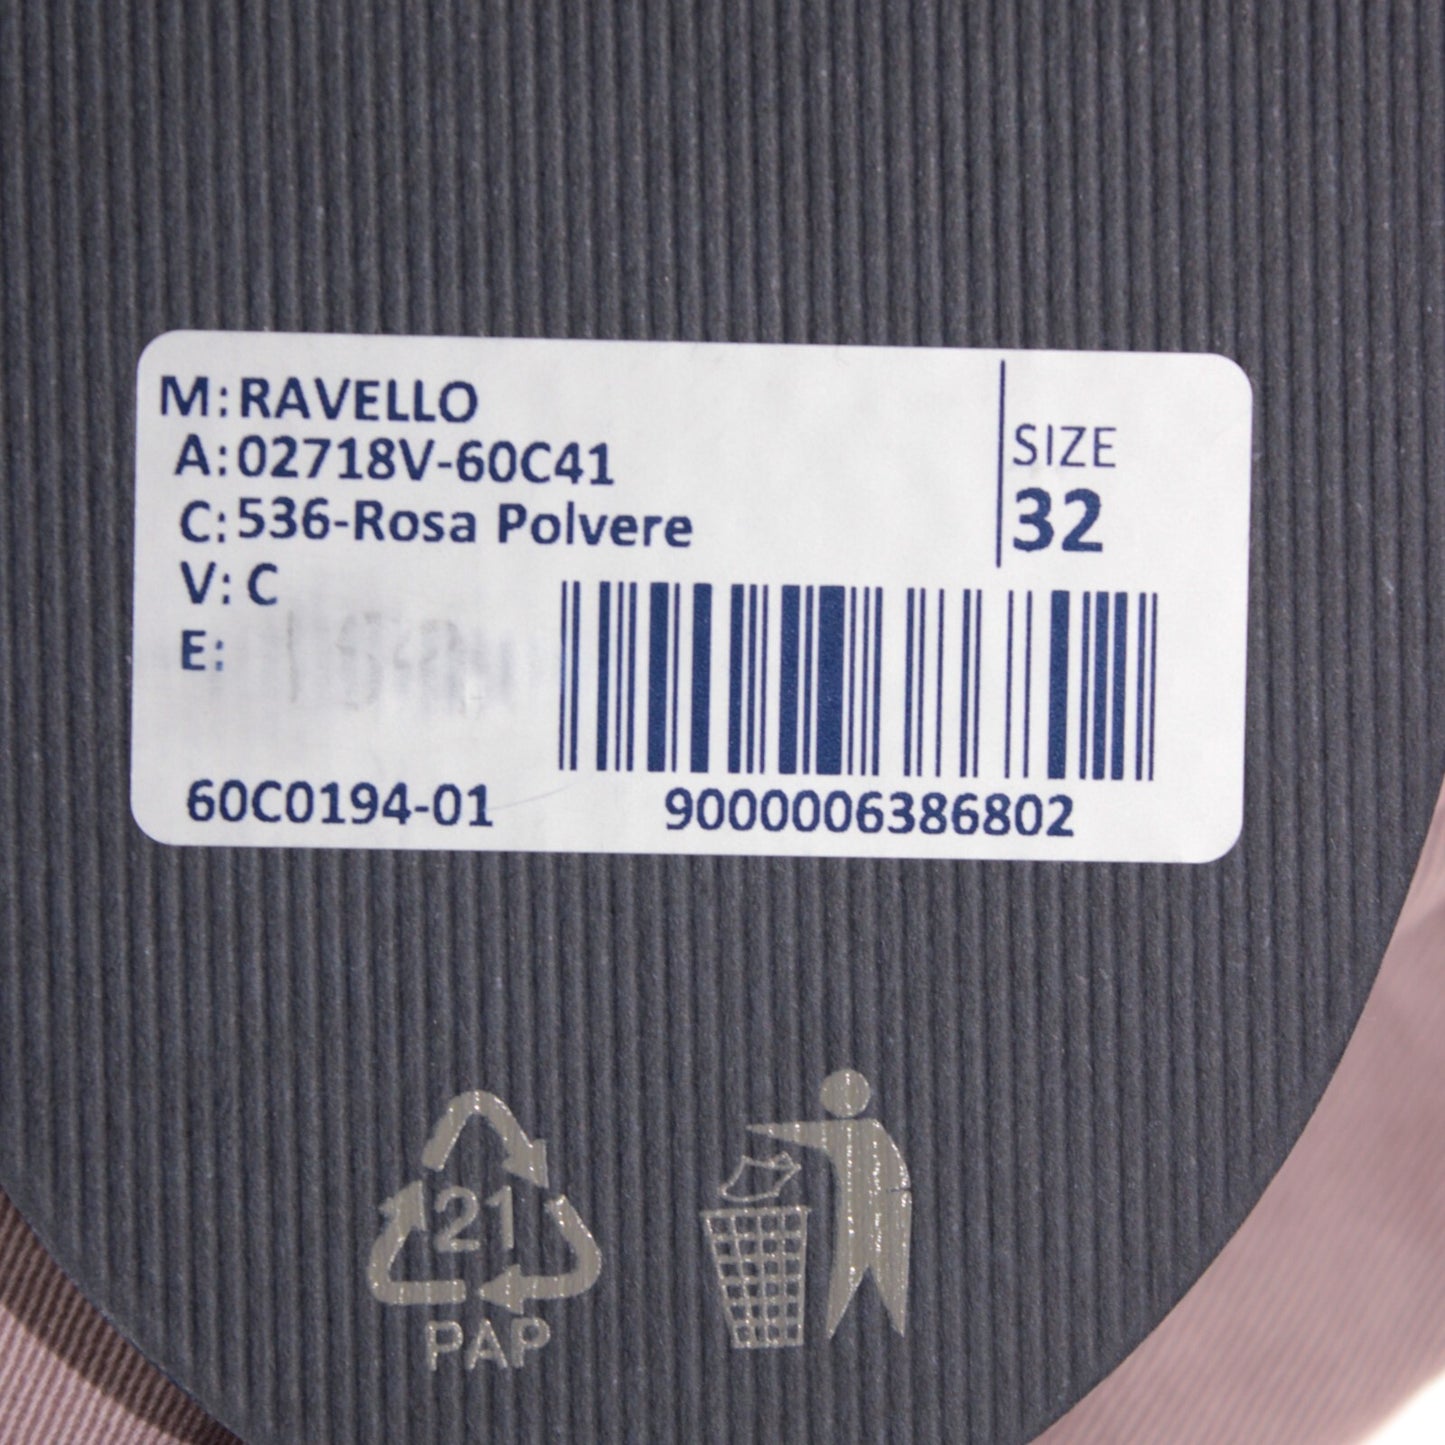 M: RAVELLO
A: 02718V-60C41
C: 536-Rosa Polvere
V: C
E:
SIZE
32
60C0194-01
9000006386802
21
PAP